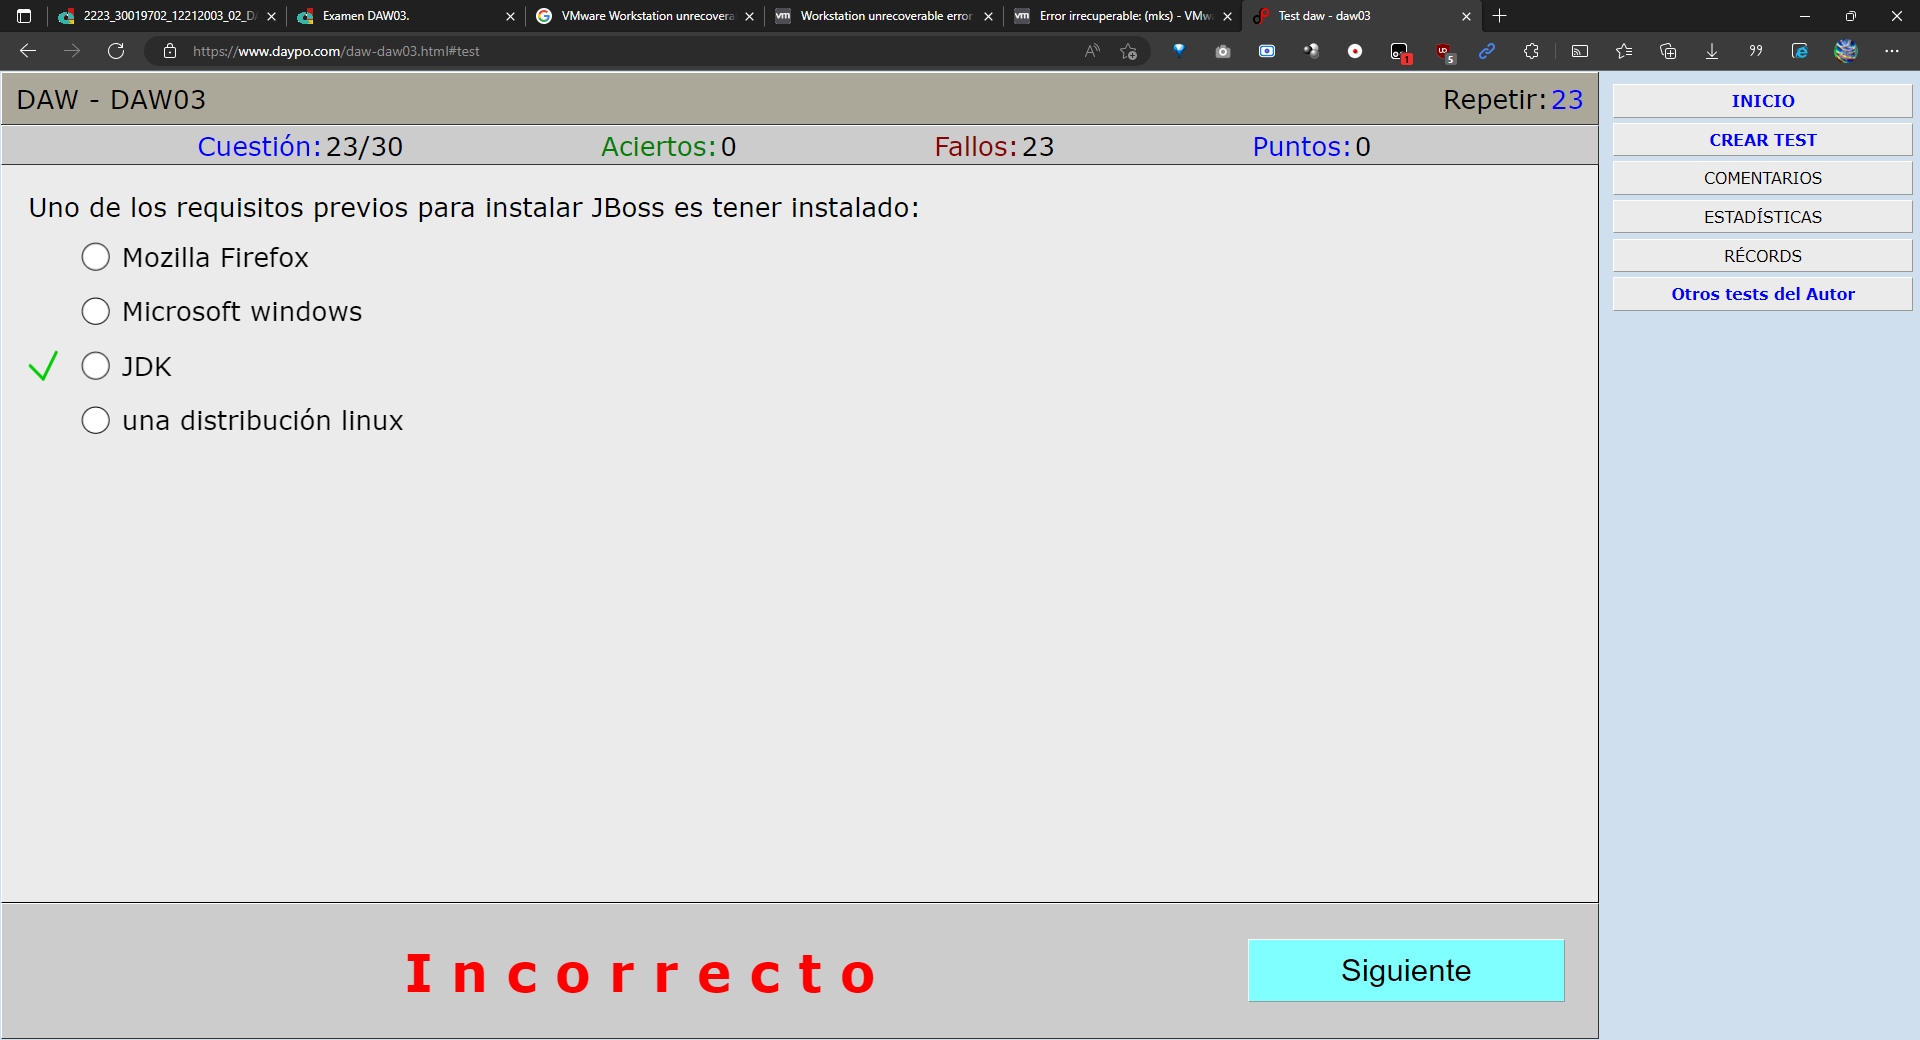 2223_30019702_12212003_02_D
Examen DAW03.
VMware Workstation unrecovera
Workstation unrecoverable error
Error irrecuperable: (mks) - VMw
Test daw - daw03
https://www.daypo.com/daw-daw03.html#test
1
5
DAW - DAW03
Repetir:23
Cuestión:23/30
Aciertos:0
Fallos:23
Puntos:0
Uno de los requisitos previos para instalar JBoss es tener instalado:
Mozilla Firefox
Microsoft windows
JDK
una distribución linux
Incorrecto
Siguiente
INICIO
CREAR TEST
COMENTARIOS
ESTADÍSTICAS
RÉCORDS
Otros tests del Autor